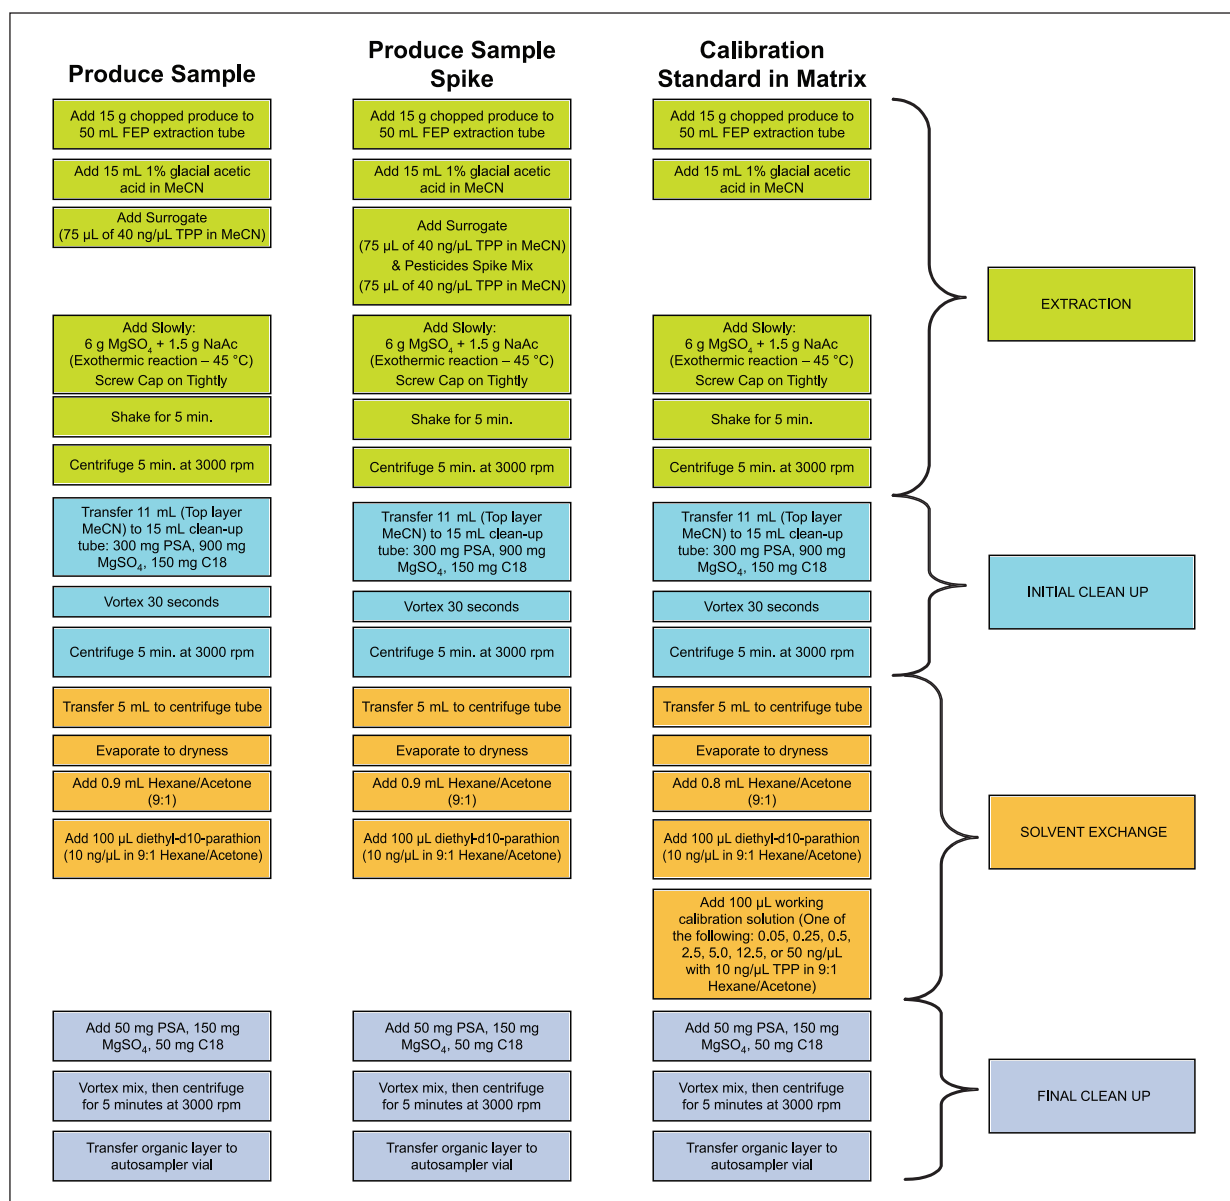 Produce Sample
Add 15 g chopped produce to
50 mL FEP extraction tube
Add 15 mL 1% glacial acetic
acid in MeCN
Add Surrogate
(75 µL of 40 ng/µL TPP in MeCN)
Add Slowly:
6 g MgSO₄ + 1.5 g NaAc
(Exothermic reaction – 45 °C)
Screw Cap on Tightly
Shake for 5 min.
Centrifuge 5 min. at 3000 rpm
Transfer 11 mL (Top layer
MeCN) to 15 mL clean-up
tube: 300 mg PSA, 900 mg
MgSO₄, 150 mg C18
Vortex 30 seconds
Centrifuge 5 min. at 3000 rpm
Transfer 5 mL to centrifuge tube
Evaporate to dryness
Add 0.9 mL Hexane/Acetone
(9:1)
Add 100 µL diethyl-d10-parathion
(10 ng/µL in 9:1 Hexane/Acetone)
Add 50 mg PSA, 150 mg
MgSO₄, 50 mg C18
Vortex mix, then centrifuge
for 5 minutes at 3000 rpm
Transfer organic layer to
autosampler vial
Produce Sample
Spike
Add 15 g chopped produce to
50 mL FEP extraction tube
Add 15 mL 1% glacial acetic
acid in MeCN
Add Surrogate
(75 µL of 40 ng/µL TPP in MeCN)
& Pesticides Spike Mix
(75 µL of 40 ng/µL TPP in MeCN)
Add Slowly:
6 g MgSO₄ + 1.5 g NaAc
(Exothermic reaction – 45 °C)
Screw Cap on Tightly
Shake for 5 min.
Centrifuge 5 min. at 3000 rpm
Transfer 11 mL (Top layer
MeCN) to 15 mL clean-up
tube: 300 mg PSA, 900 mg
MgSO₄, 150 mg C18
Vortex 30 seconds
Centrifuge 5 min. at 3000 rpm
Transfer 5 mL to centrifuge tube
Evaporate to dryness
Add 0.9 mL Hexane/Acetone
(9:1)
Add 100 µL diethyl-d10-parathion
(10 ng/µL in 9:1 Hexane/Acetone)
Add 50 mg PSA, 150 mg
MgSO₄, 50 mg C18
Vortex mix, then centrifuge
for 5 minutes at 3000 rpm
Transfer organic layer to
autosampler vial
Calibration
Standard in Matrix
Add 15 g chopped produce to
50 mL FEP extraction tube
Add 15 mL 1% glacial acetic
acid in MeCN
Add Slowly:
6 g MgSO₄ + 1.5 g NaAc
(Exothermic reaction – 45 °C)
Screw Cap on Tightly
Shake for 5 min.
Centrifuge 5 min. at 3000 rpm
Transfer 11 mL (Top layer
MeCN) to 15 mL clean-up
tube: 300 mg PSA, 900 mg
MgSO₄, 150 mg C18
Vortex 30 seconds
Centrifuge 5 min. at 3000 rpm
Transfer 5 mL to centrifuge tube
Evaporate to dryness
Add 0.8 mL Hexane/Acetone
(9:1)
Add 100 µL diethyl-d10-parathion
(10 ng/µL in 9:1 Hexane/Acetone)
Add 100 µL working
calibration solution (One of
the following: 0.05, 0.25, 0.5,
2.5, 5.0, 12.5, or 50 ng/µL
with 10 ng/µL TPP in 9:1
Hexane/Acetone)
Add 50 mg PSA, 150 mg
MgSO₄, 50 mg C18
Vortex mix, then centrifuge
for 5 minutes at 3000 rpm
Transfer organic layer to
autosampler vial
EXTRACTION
INITIAL CLEAN UP
SOLVENT EXCHANGE
FINAL CLEAN UP